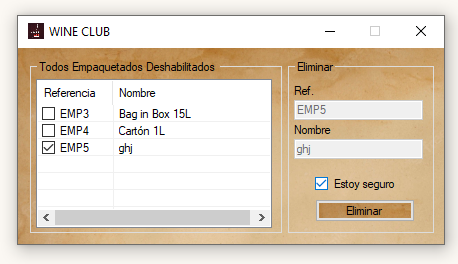 WINE CLUB
Todos Empaquetados Deshabilitados
Referencia Nombre
EMP3 Bag in Box 15L
EMP4 Cartón 1L
EMP5 ghj
Eliminar
Ref.
EMP5
Nombre
ghj
Estoy seguro
Eliminar